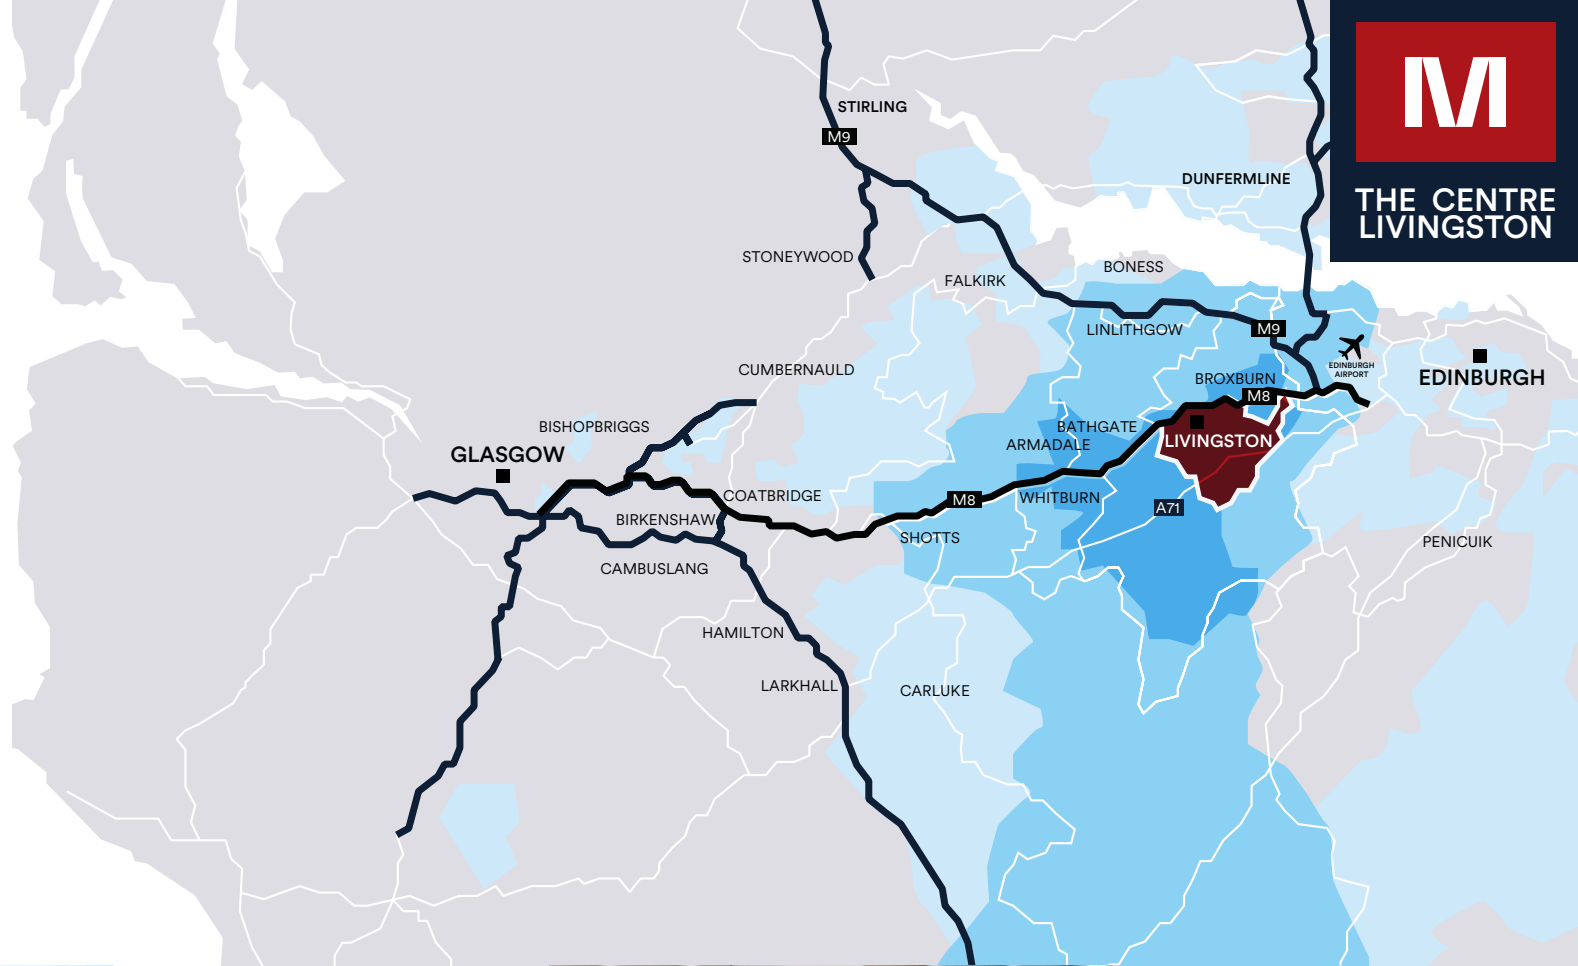 M
THE CENTRE
LIVINGSTON
STIRLING
M9
DUNFERMLINE
STONEYWOOD
FALKIRK
BONESS
LINLITHGOW
M9
EDINBURGH
AIRPORT
EDINBURGH
CUMBERNAULD
BROXBURN
M8
BISHOPBRIGGS
BATHGATE
ARMADALE
LIVINGSTON
GLASGOW
COATBRIDGE
M8
WHITBURN
A71
BIRKENSHAW
SHOTTS
PENICUIK
CAMBUSLANG
HAMILTON
LARKHALL
CARLUKE